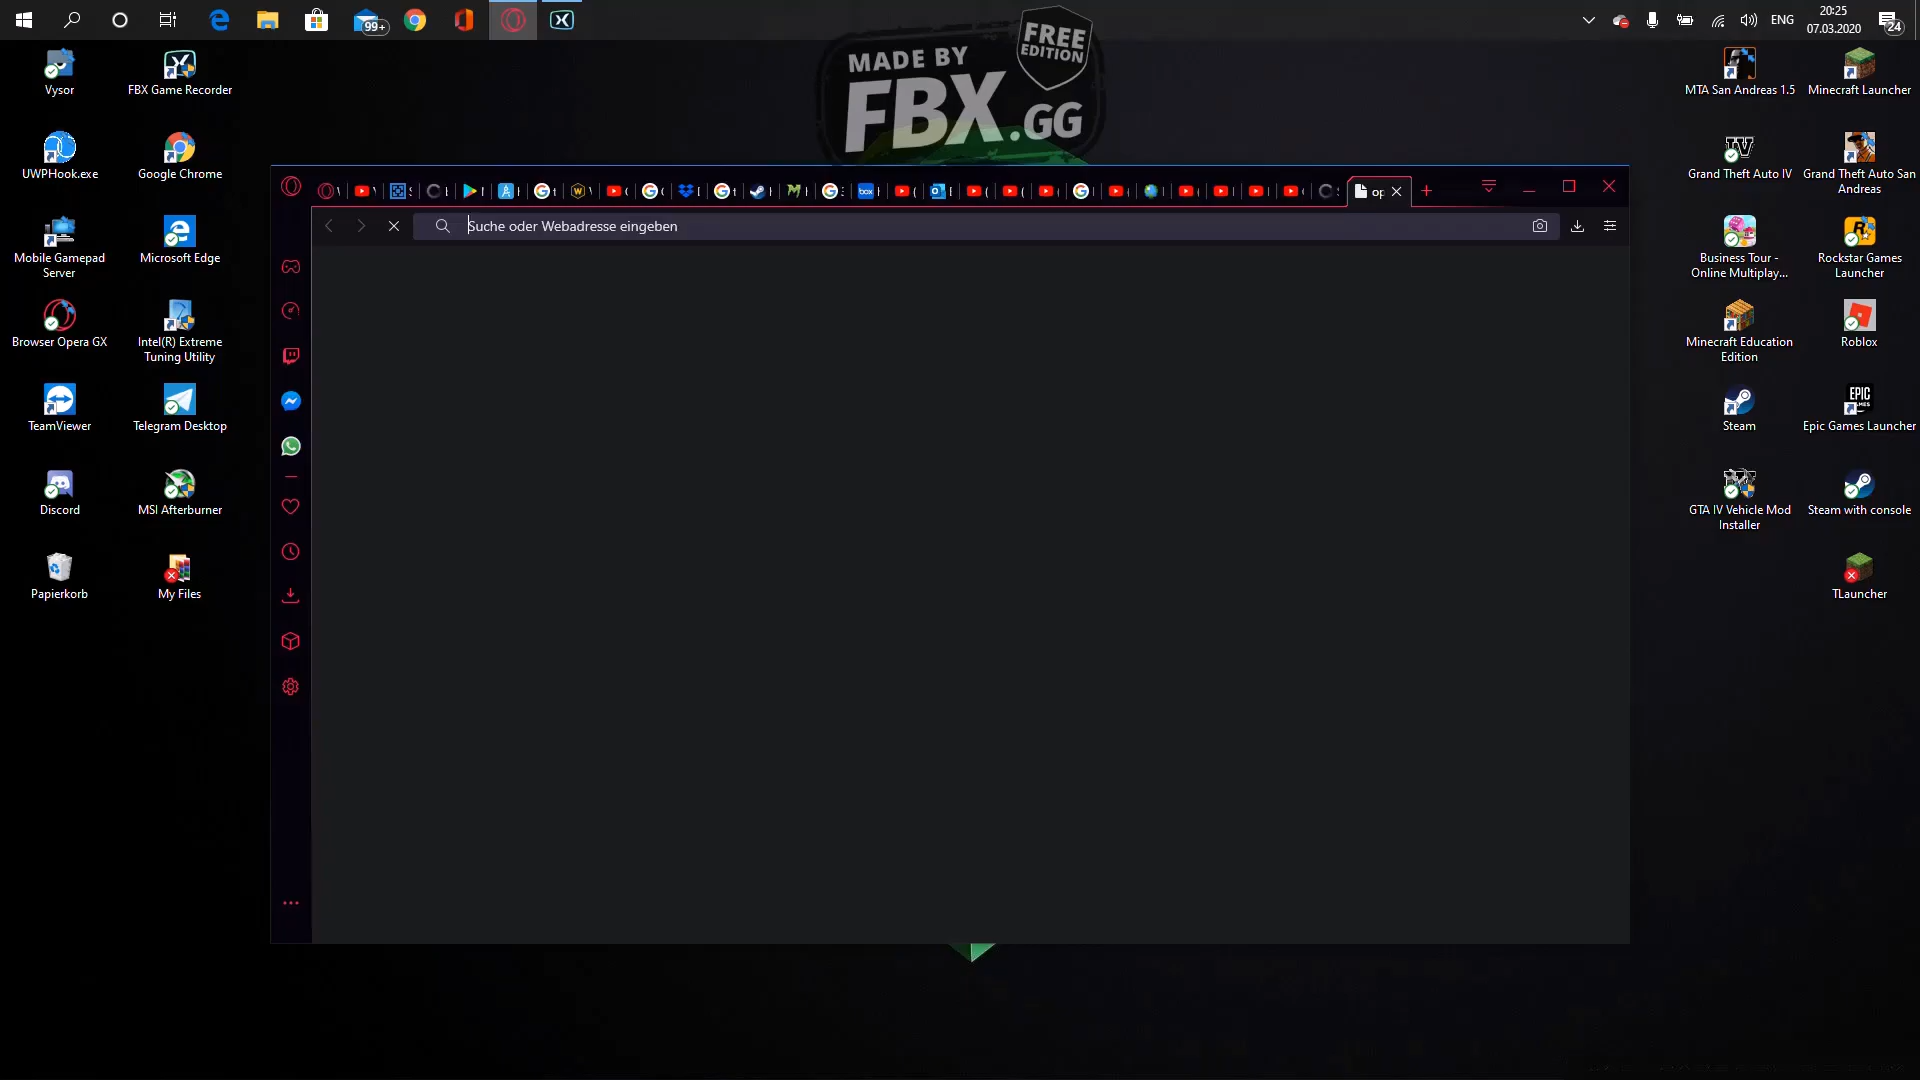 99+
ENG
20:25
07.03.2020
24
MADE BY
FBX.GG
FREE
EDITION
Vysor
FBX Game Recorder
UWPHook.exe
Google Chrome
Mobile Gamepad
Server
Microsoft Edge
Browser Opera GX
Intel(R) Extreme
Tuning Utility
TeamViewer
Telegram Desktop
Discord
MSI Afterburner
Papierkorb
My Files
op
Suche oder Webadresse eingeben
MTA San Andreas 1.5
Minecraft Launcher
IV
Grand Theft Auto IV
Grand Theft Auto San
Andreas
Business Tour -
Online Multiplay...
Rockstar Games
Launcher
Minecraft Education
Edition
Roblox
Steam
EPIC
GAMES
Epic Games Launcher
GTA IV Vehicle Mod
Installer
Steam with console
TLauncher